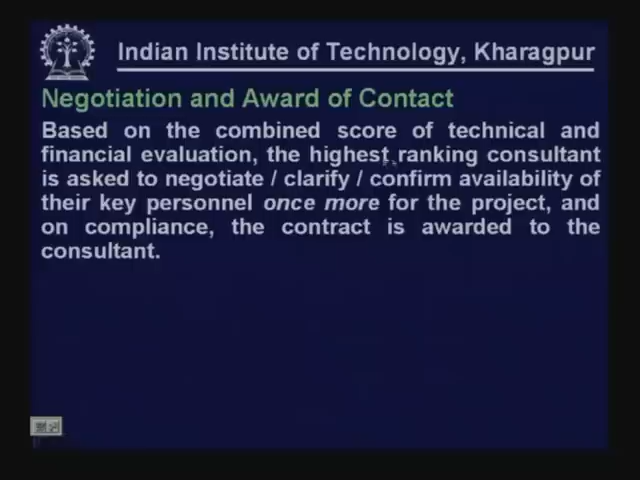 Indian Institute of Technology, Kharagpur
Negotiation and Award of Contact
Based on the combined score of technical and
financial evaluation, the highest ranking consultant
is asked to negotiate / clarify / confirm availability of
their key personnel once more for the project, and
on compliance, the contract is awarded to the
consultant.